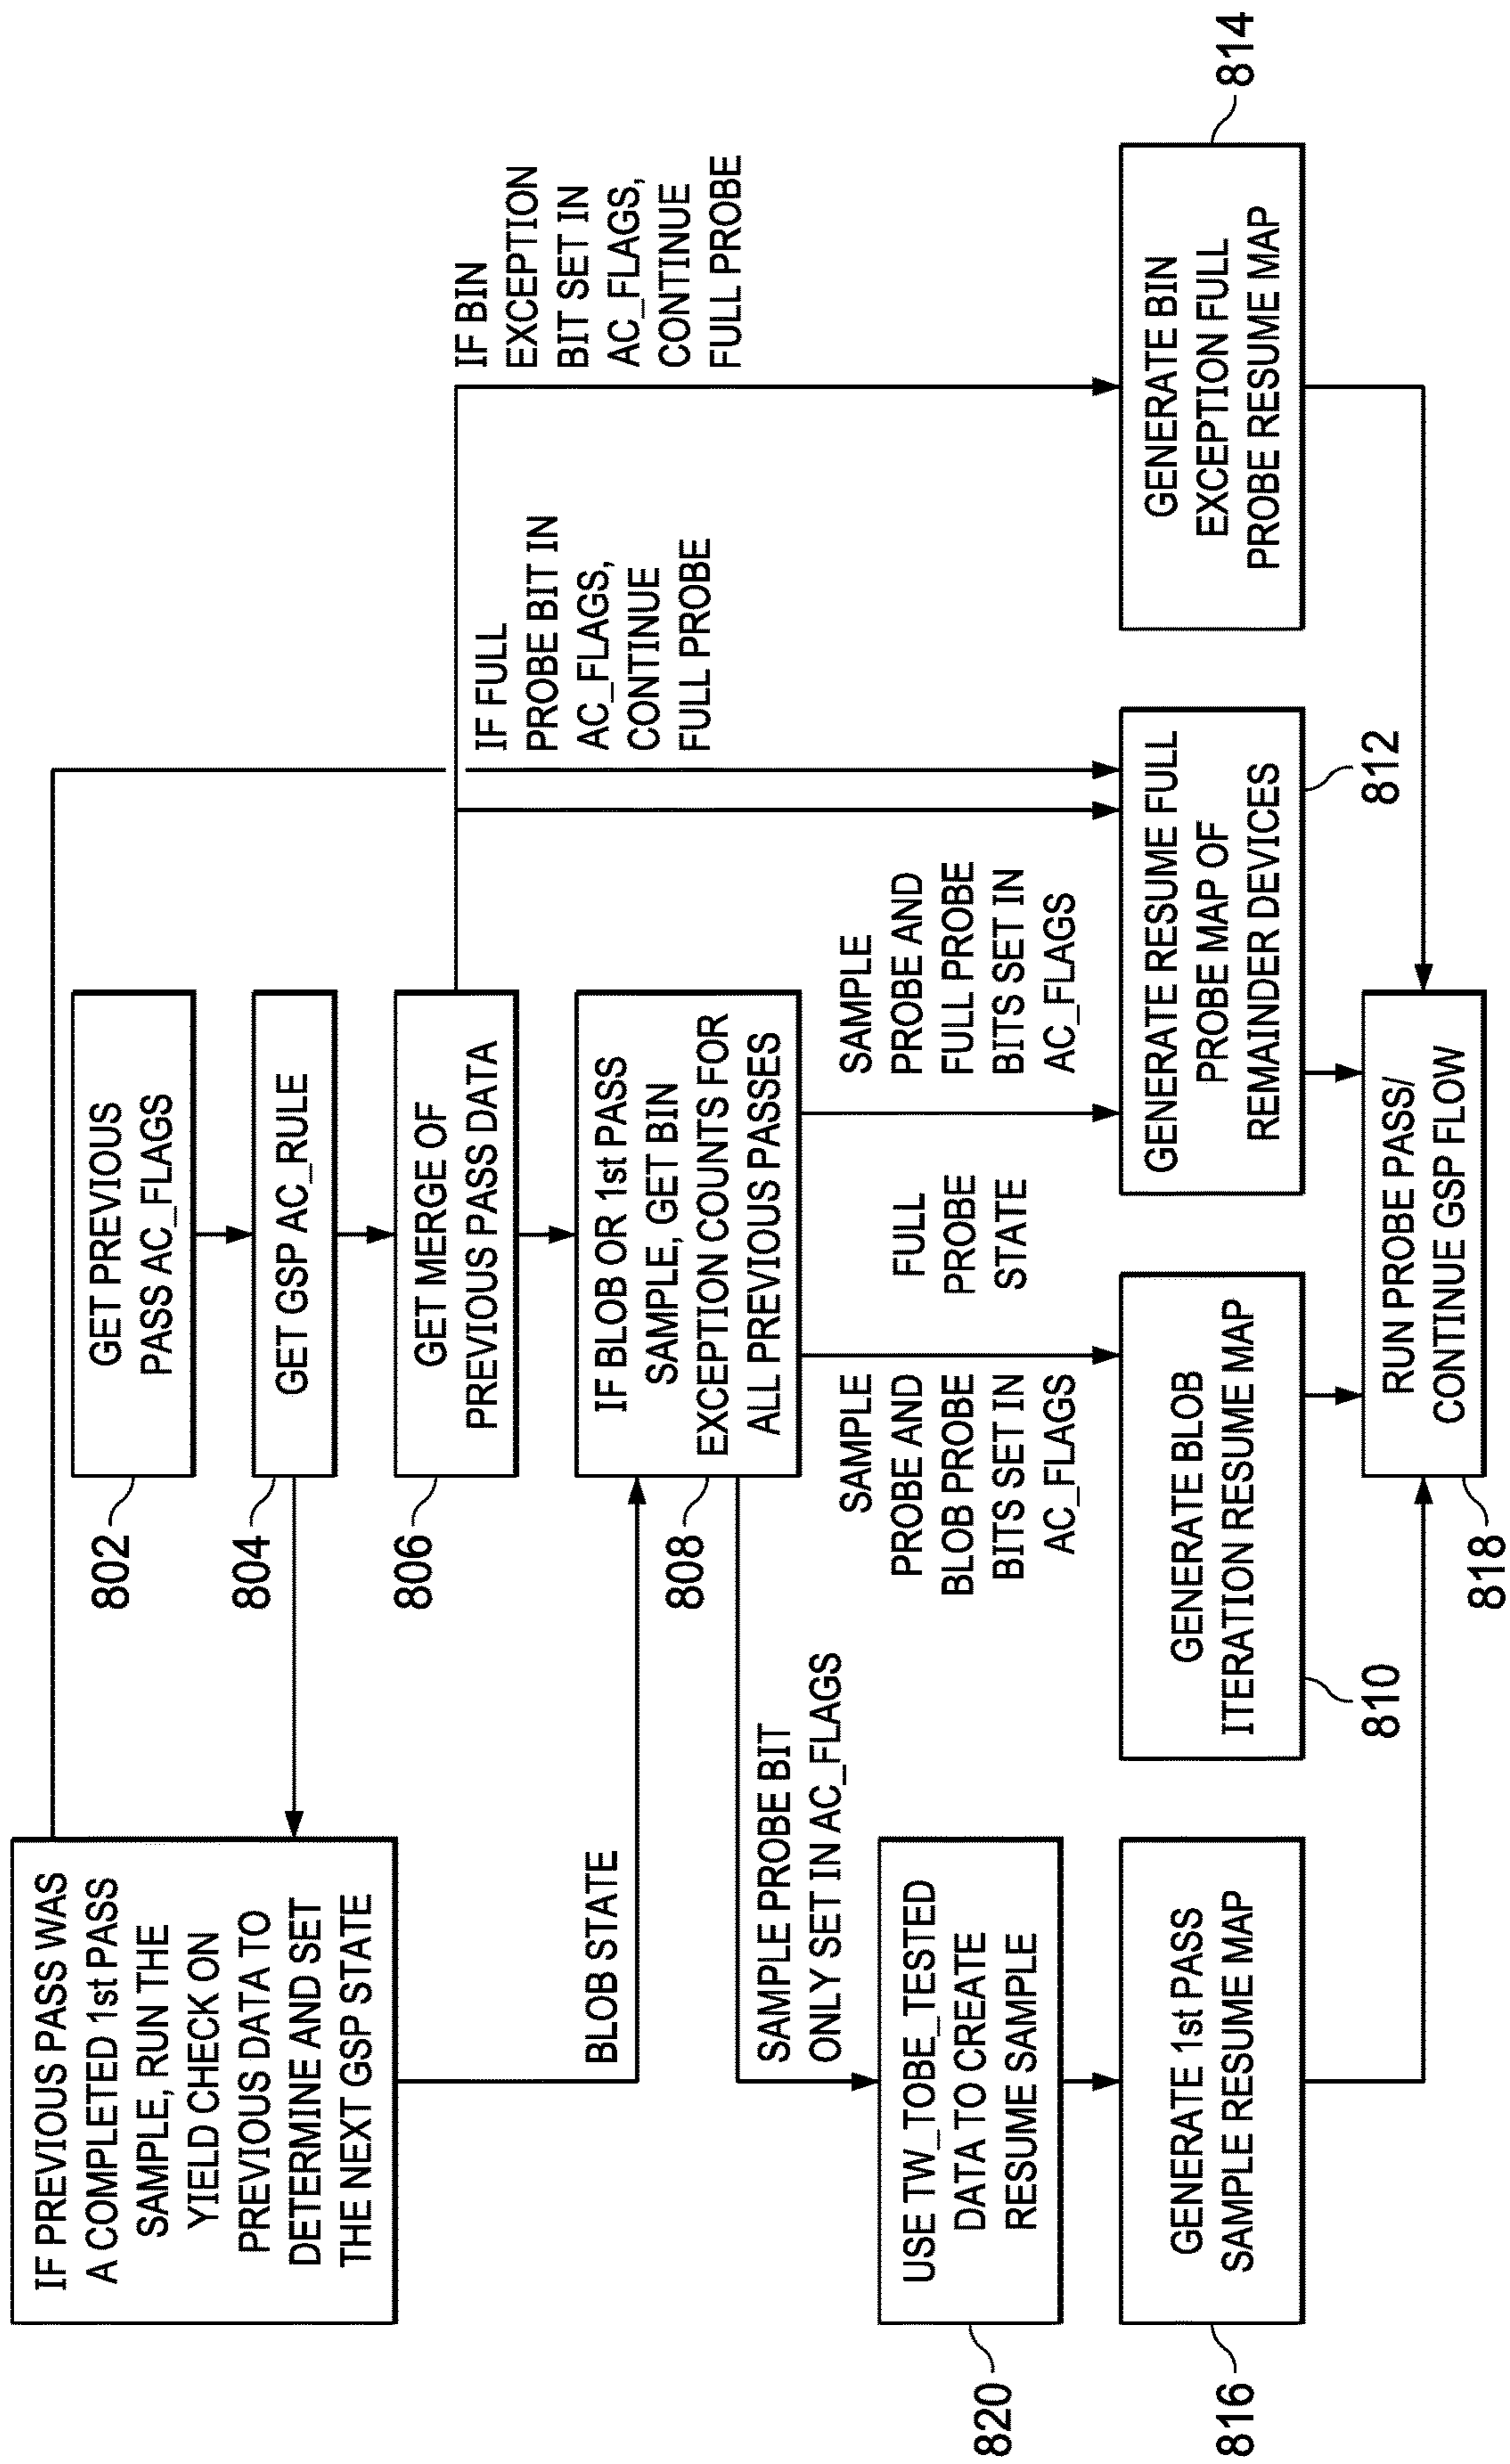 IF PREVIOUS PASS WAS
A COMPLETED 1st PASS
SAMPLE, RUN THE
YIELD CHECK ON
PREVIOUS DATA TO
DETERMINE AND SET
THE NEXT GSP STATE
GET PREVIOUS
PASS AC_FLAGS
802
GET GSP AC_RULE
804
GET MERGE OF
PREVIOUS PASS DATA
806
IF BIN
EXCEPTION
BIT SET IN
AC_FLAGS,
CONTINUE
FULL PROBE
IF FULL
PROBE BIT IN
AC_FLAGS,
CONTINUE
FULL PROBE
BLOB STATE
IF BLOB OR 1st PASS
SAMPLE, GET BIN
EXCEPTION COUNTS FOR
ALL PREVIOUS PASSES
808
SAMPLE PROBE BIT
ONLY SET IN AC_FLAGS
SAMPLE
PROBE AND
BLOB PROBE
BITS SET IN
AC_FLAGS
FULL
PROBE
STATE
SAMPLE
PROBE AND
FULL PROBE
BITS SET IN
AC_FLAGS
USE TW_TOBE_TESTED
DATA TO CREATE
RESUME SAMPLE
820
GENERATE 1st PASS
SAMPLE RESUME MAP
816
GENERATE BLOB
ITERATION RESUME MAP
810
GENERATE RESUME FULL
PROBE MAP OF
REMAINDER DEVICES
812
GENERATE BIN
EXCEPTION FULL
PROBE RESUME MAP
814
RUN PROBE PASS/
CONTINUE GSP FLOW
818